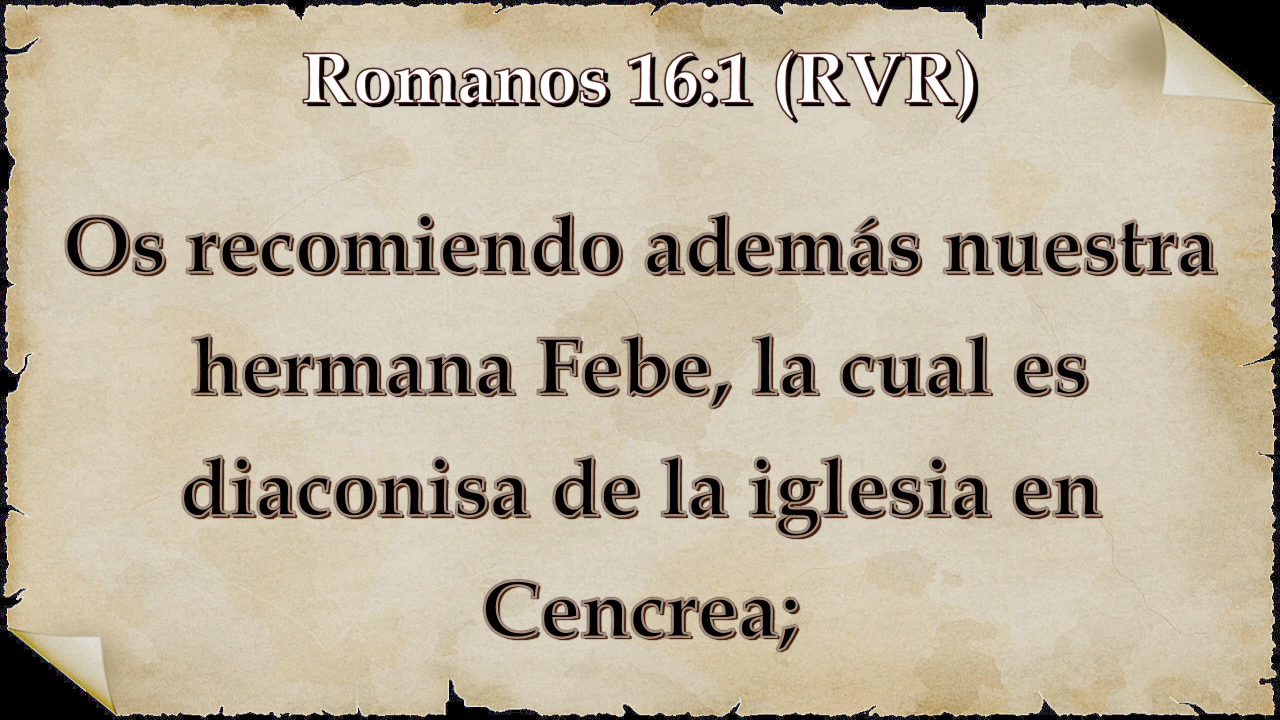 Romanos 16:1 (RVR)
Os recomiendo además nuestra
hermana Febe, la cual es
diaconisa de la iglesia en
Cencrea;